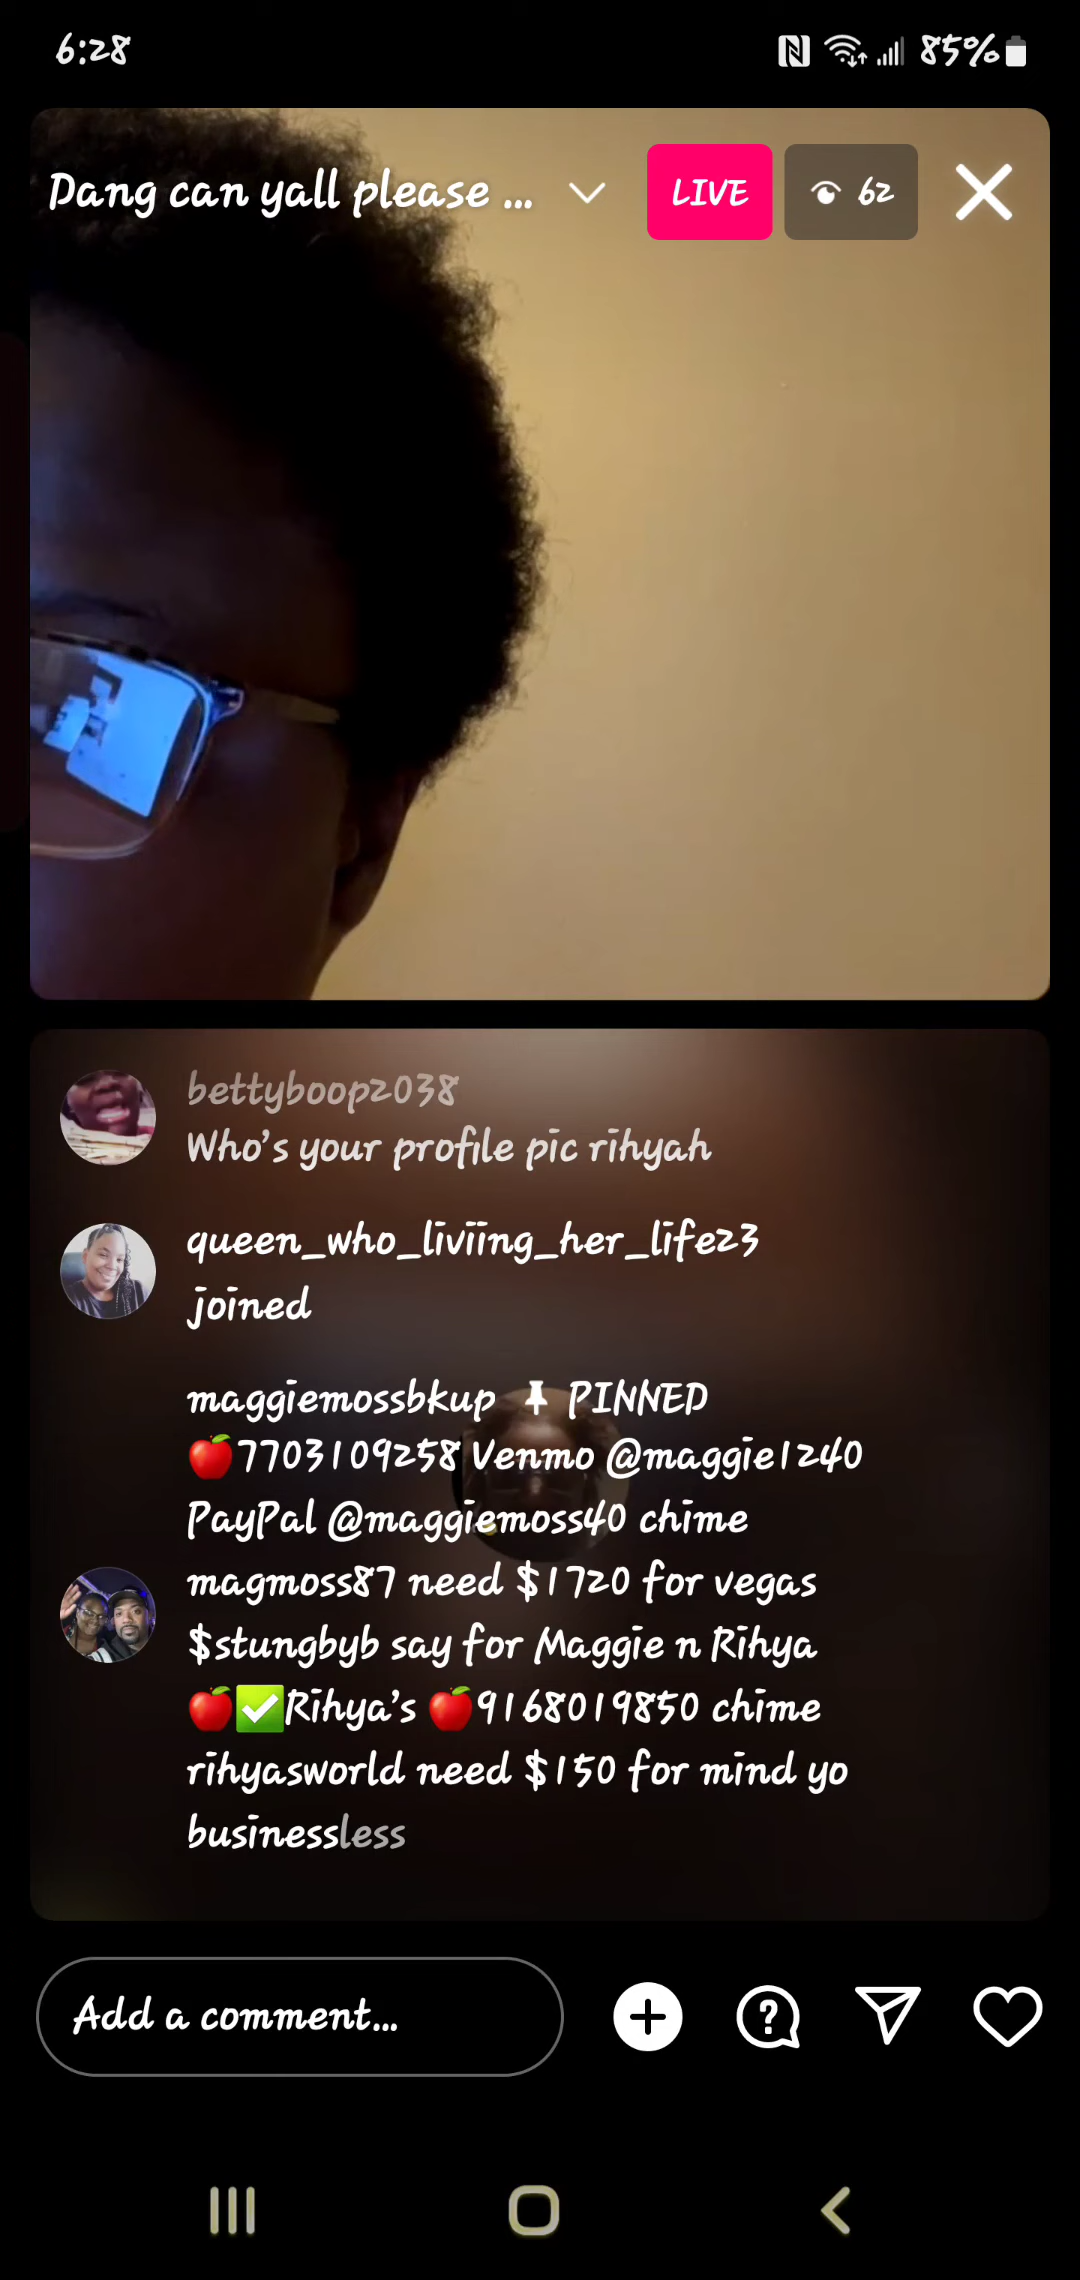 6:28
85%
Dang can yall please ...
LIVE
62
bettyboop2038
Who's your profile pic rihyah
queen_who_liviing_her_life23
joined
maggiemossbkup 📌 PINNED
🍎7703109258 Venmo @maggie1240
PayPal @maggiemoss40 chime
magmoss87 need $1720 for vegas
$stungbyb say for Maggie n Rihya
🍎✅Rihya's 🍎9168019850 chime
rihyasworld need $150 for mind yo
businessless
Add a comment...